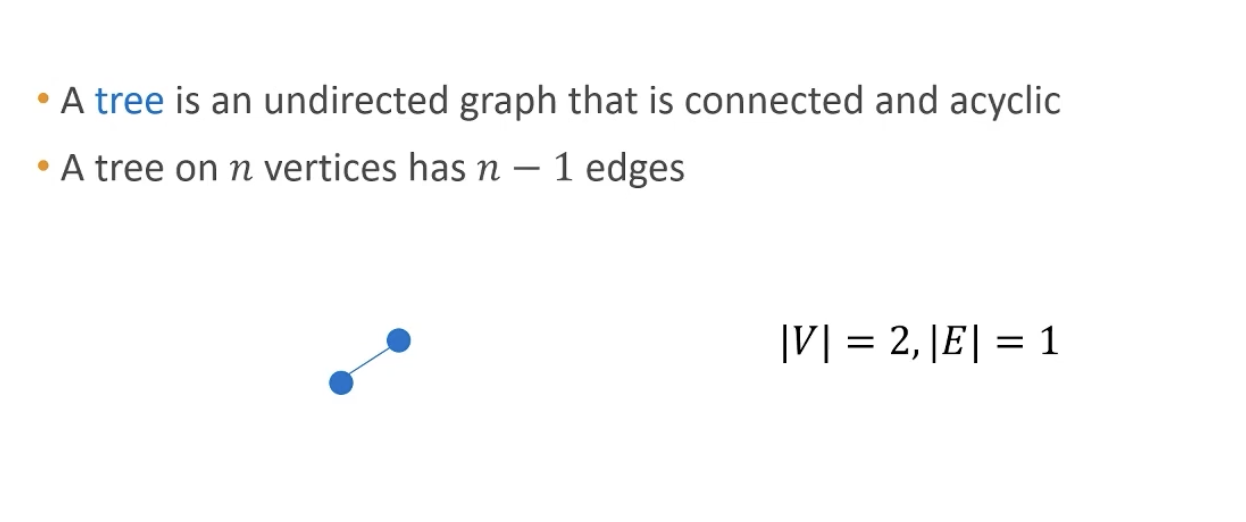 • A tree is an undirected graph that is connected and acyclic
• A tree on n vertices has n − 1 edges
|V| = 2, |E| = 1